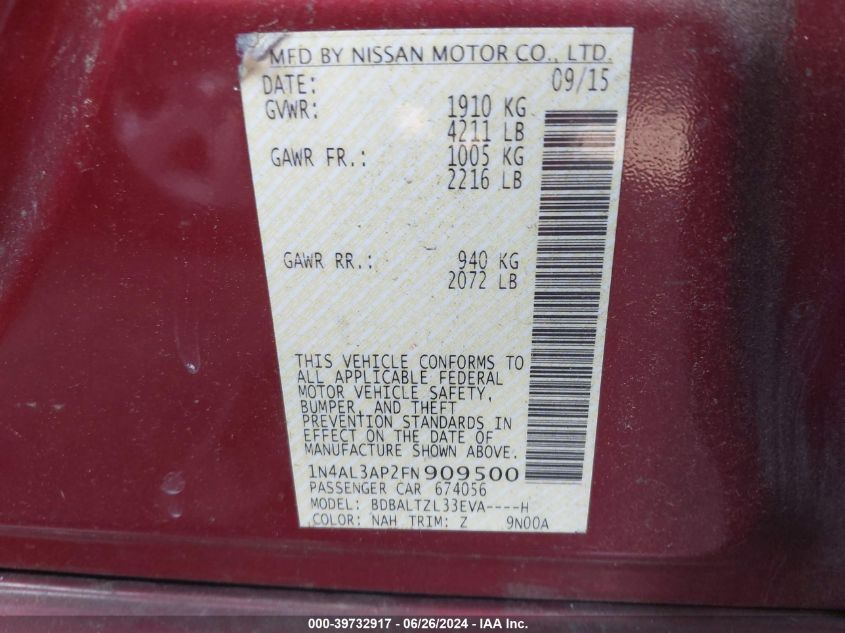 MFD BY NISSAN MOTOR CO., LTD.
DATE: 09/15
GVWR: 1910 KG
4211 LB
GAWR FR.: 1005 KG
2216 LB
GAWR RR.: 940 KG
2072 LB
THIS VEHICLE CONFORMS TO
ALL APPLICABLE FEDERAL
MOTOR VEHICLE SAFETY,
BUMPER, AND THEFT
PREVENTION STANDARDS IN
EFFECT ON THE DATE OF
MANUFACTURE SHOWN ABOVE.
1N4AL3AP2FN909500
PASSENGER CAR 674056
MODEL: BDBALTZL33EVA----H
COLOR: NAH TRIM: Z 9N00A
000-39732917 - 06/26/2024 - © IAA Holdings, LLC/IAA, Inc.